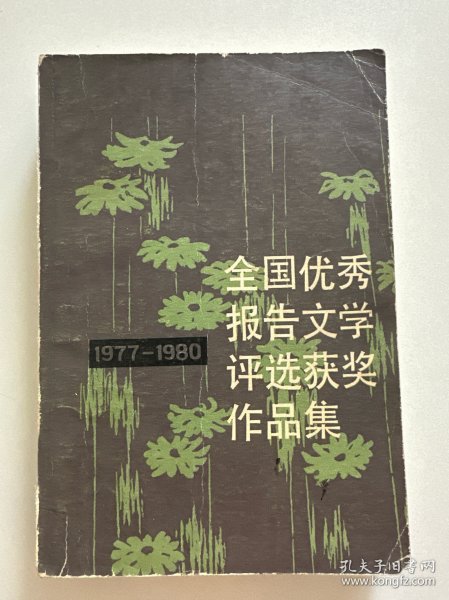 全国优秀
报告文学
1977-1980
评选获奖
作品集
孔夫子旧书网
www.kongfz.com